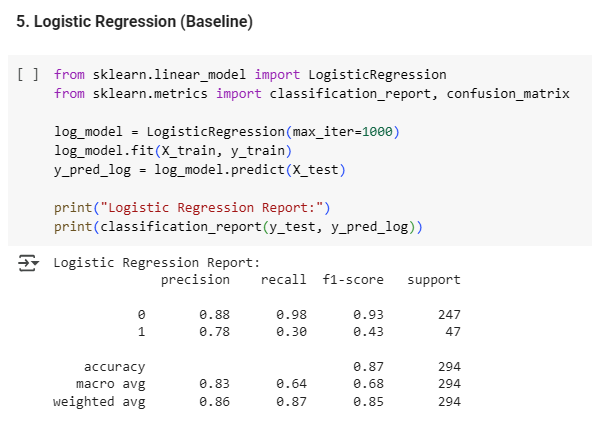 5. Logistic Regression (Baseline)
[ ] from sklearn.linear_model import LogisticRegression
from sklearn.metrics import classification_report, confusion_matrix
log_model = LogisticRegression(max_iter=1000)
log_model.fit(X_train, y_train)
y_pred_log = log_model.predict(X_test)
print("Logistic Regression Report:")
print(classification_report(y_test, y_pred_log))
Logistic Regression Report:
precision recall f1-score support
0 0.88 0.98 0.93 247
1 0.78 0.30 0.43 47
accuracy 0.87 294
macro avg 0.83 0.64 0.68 294
weighted avg 0.86 0.87 0.85 294